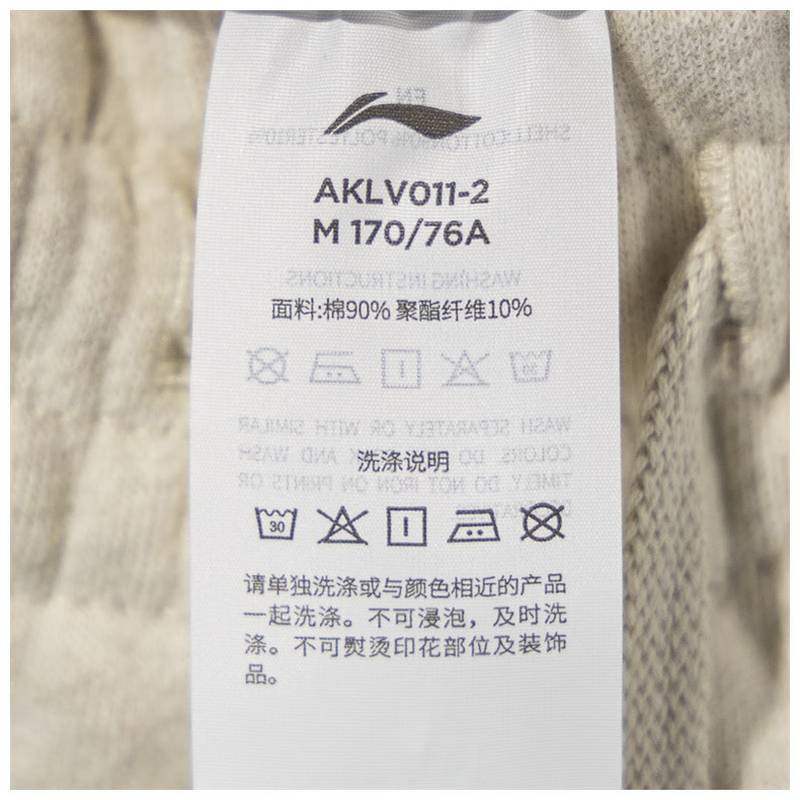 AKLV011-2
M 170/76A
面料:棉90% 聚酯纤维10%
洗涤说明
30
请单独洗涤或与颜色相近的产品
一起洗涤。不可浸泡，及时洗
涤。不可熨烫印花部位及装饰
品。